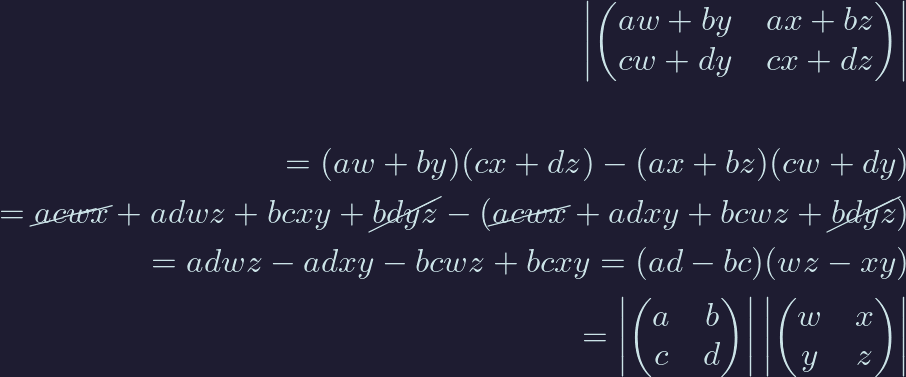 |(aw + by  ax + bz
cw + dy  cx + dz)|
= (aw + by)(cx + dz) − (ax + bz)(cw + dy)
= acwx + adwz + bcxy + bdyz − (acwx + adxy + bcwz + bdyz)
= adwz − adxy − bcwz + bcxy = (ad − bc)(wz − xy)
= |(a  b
c  d)| |(w  x
y  z)|